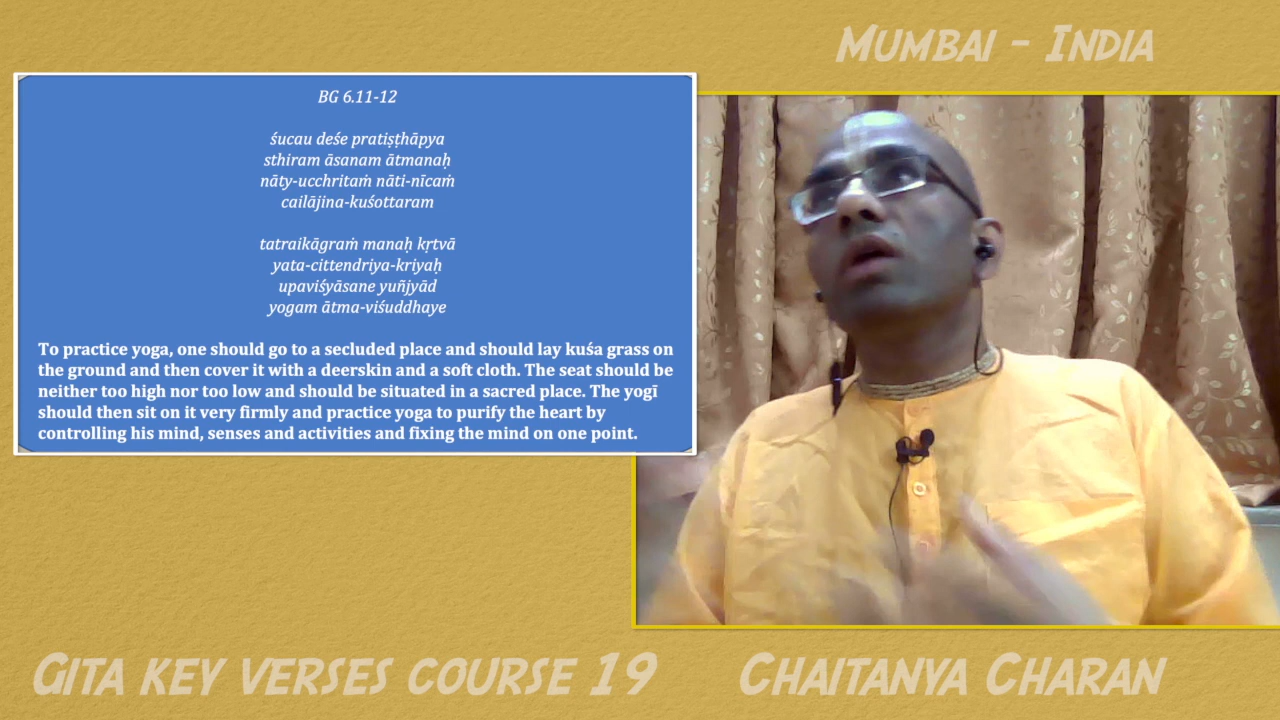 Mumbai - India
BG 6.11-12
śucau deśe pratiṣṭhāpya
sthiram āsanam ātmanaḥ
nāty-ucchritaṁ nāti-nīcaṁ
cailājina-kuśottaram
tatraikāgraṁ manaḥ kṛtvā
yata-cittendriya-kriyaḥ
upaviśyāsane yuñjyād
yogam ātma-viśuddhaye
To practice yoga, one should go to a secluded place and should lay kuśa grass on
the ground and then cover it with a deerskin and a soft cloth. The seat should be
neither too high nor too low and should be situated in a sacred place. The yogī
should then sit on it very firmly and practice yoga to purify the heart by
controlling his mind, senses and activities and fixing the mind on one point.
Gita key verses course 19
Chaitanya Charan